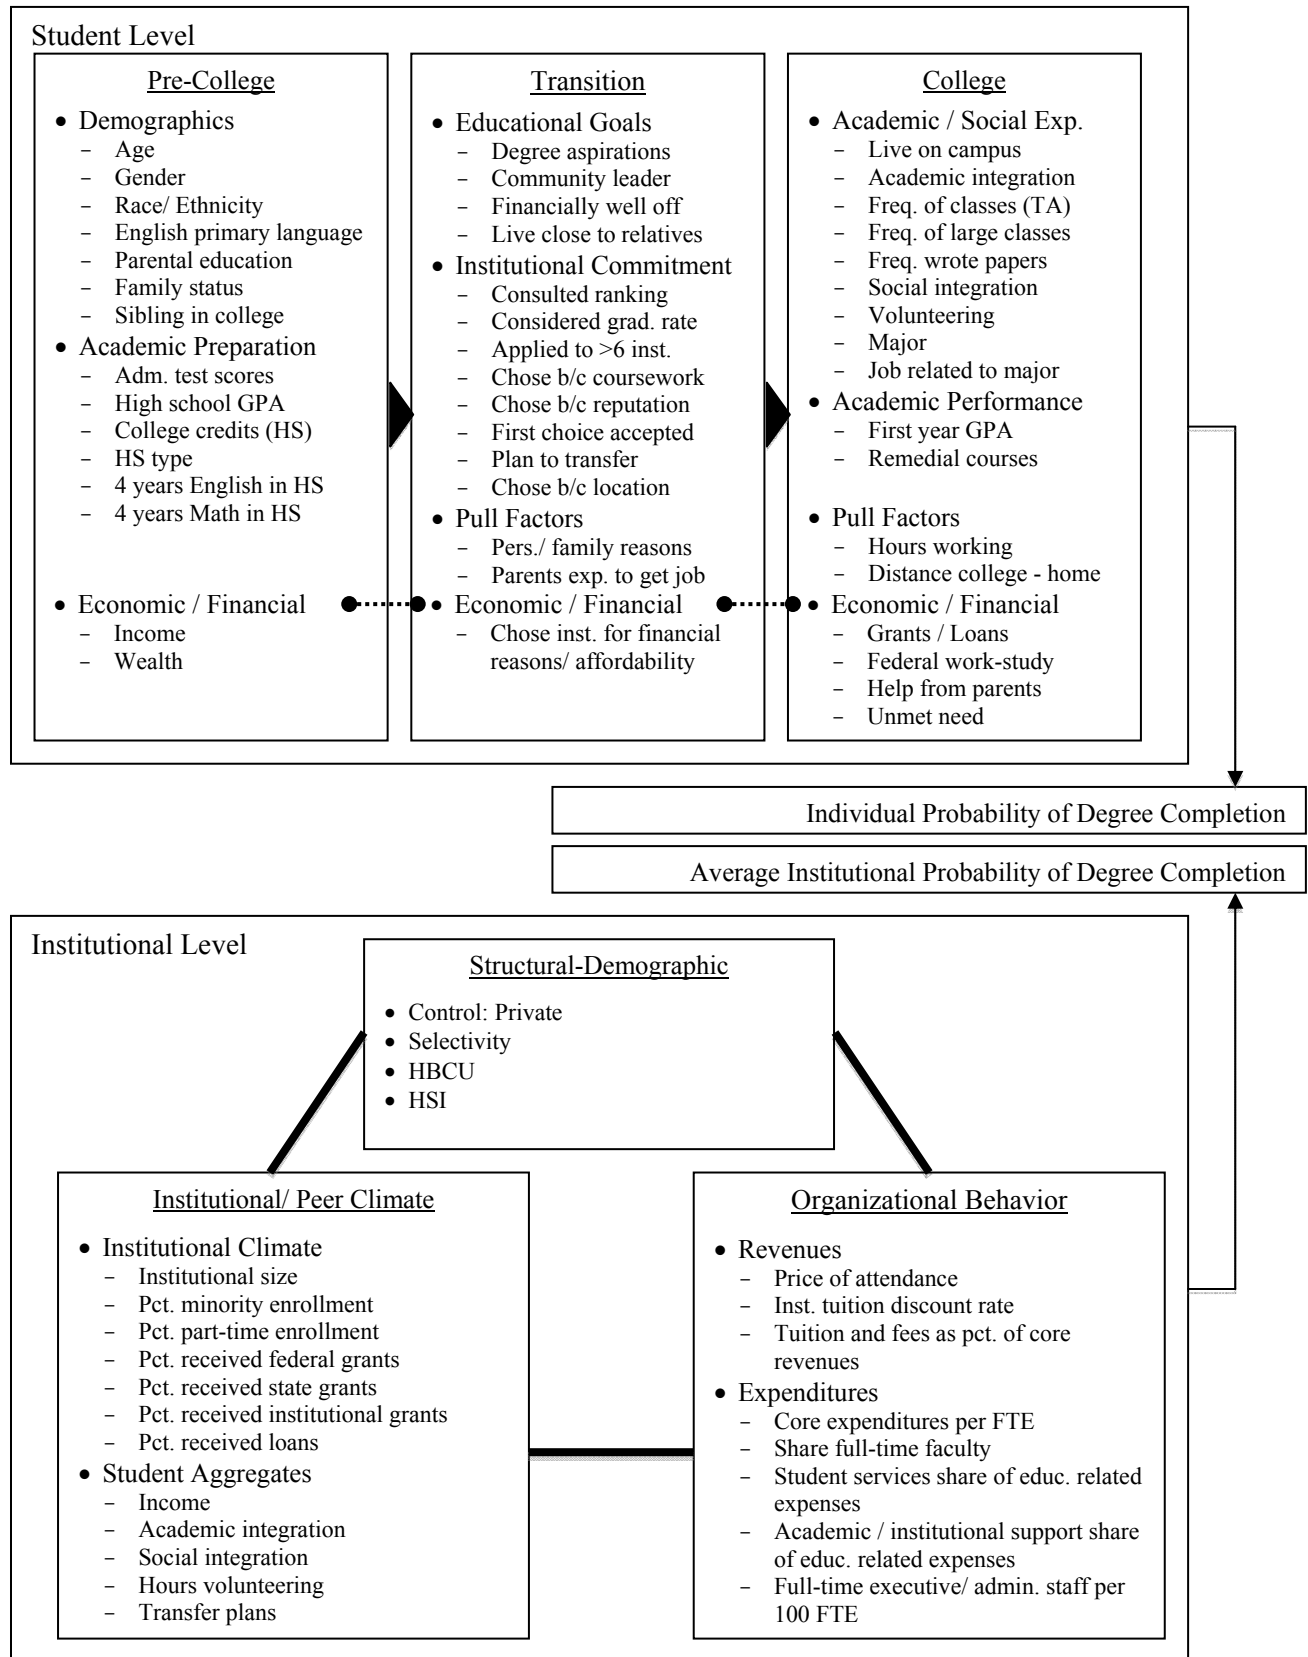 Student Level
Pre-College
• Demographics
– Age
– Gender
– Race/ Ethnicity
– English primary language
– Parental education
– Family status
– Sibling in college
• Academic Preparation
– Adm. test scores
– High school GPA
– College credits (HS)
– HS type
– 4 years English in HS
– 4 years Math in HS
• Economic / Financial
– Income
– Wealth
Transition
• Educational Goals
– Degree aspirations
– Community leader
– Financially well off
– Live close to relatives
• Institutional Commitment
– Consulted ranking
– Considered grad. rate
– Applied to >6 inst.
– Chose b/c coursework
– Chose b/c reputation
– First choice accepted
– Plan to transfer
– Chose b/c location
• Pull Factors
– Pers./ family reasons
– Parents exp. to get job
• Economic / Financial
– Chose inst. for financial
reasons/ affordability
College
• Academic / Social Exp.
– Live on campus
– Academic integration
– Freq. of classes (TA)
– Freq. of large classes
– Freq. wrote papers
– Social integration
– Volunteering
– Major
– Job related to major
• Academic Performance
– First year GPA
– Remedial courses
• Pull Factors
– Hours working
– Distance college - home
• Economic / Financial
– Grants / Loans
– Federal work-study
– Help from parents
– Unmet need
Individual Probability of Degree Completion
Average Institutional Probability of Degree Completion
Institutional Level
Structural-Demographic
• Control: Private
• Selectivity
• HBCU
• HSI
Institutional/ Peer Climate
• Institutional Climate
– Institutional size
– Pct. minority enrollment
– Pct. part-time enrollment
– Pct. received federal grants
– Pct. received state grants
– Pct. received institutional grants
– Pct. received loans
• Student Aggregates
– Income
– Academic integration
– Social integration
– Hours volunteering
– Transfer plans
Organizational Behavior
• Revenues
– Price of attendance
– Inst. tuition discount rate
– Tuition and fees as pct. of core
revenues
• Expenditures
– Core expenditures per FTE
– Share full-time faculty
– Student services share of educ. related
expenses
– Academic / institutional support share
of educ. related expenses
– Full-time executive/ admin. staff per
100 FTE